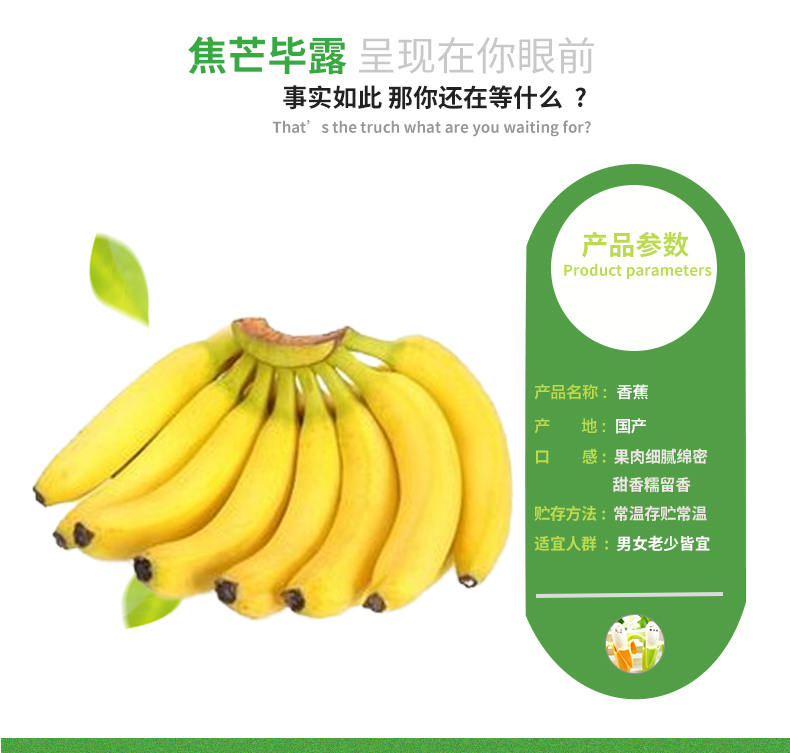 焦芒毕露 呈现在你眼前
事实如此 那你还在等什么 ?
That's the truch what are you waiting for?
产品参数
Product parameters
产品名称： 香蕉
产 地： 国产
口 感： 果肉细腻绵密
甜香糯留香
贮存方法： 常温存贮常温
适宜人群 ： 男女老少皆宜